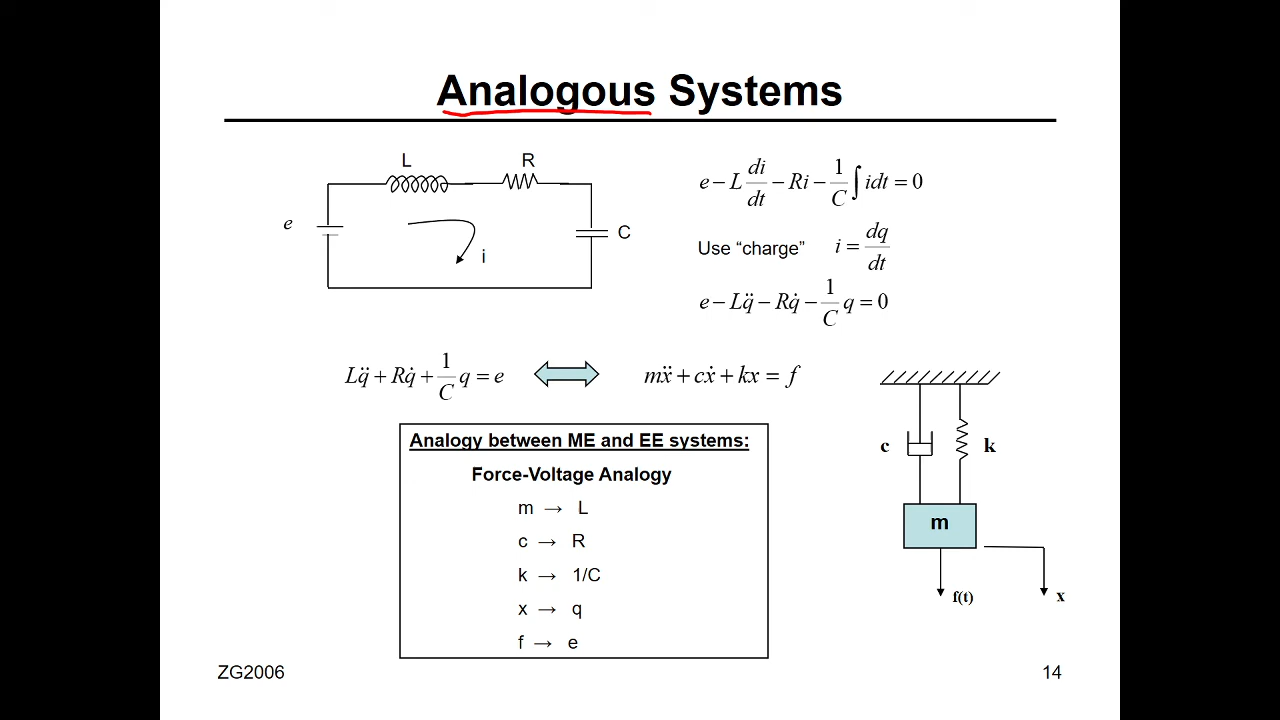 Analogous Systems
L
R
e
i
C
e − L di/dt − Ri − 1/C ∫ idt = 0
Use “charge” i = dq/dt
e − Lq̈ − Rq̇ − 1/C q = 0
Lq̈ + Rq̇ + 1/C q = e
mẍ + cẋ + kx = f
Analogy between ME and EE systems:
Force-Voltage Analogy
m → L
c → R
k → 1/C
x → q
f → e
c
k
m
f(t)
x
ZG2006
14